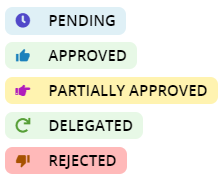 PENDING
APPROVED
PARTIALLY APPROVED
DELEGATED
REJECTED